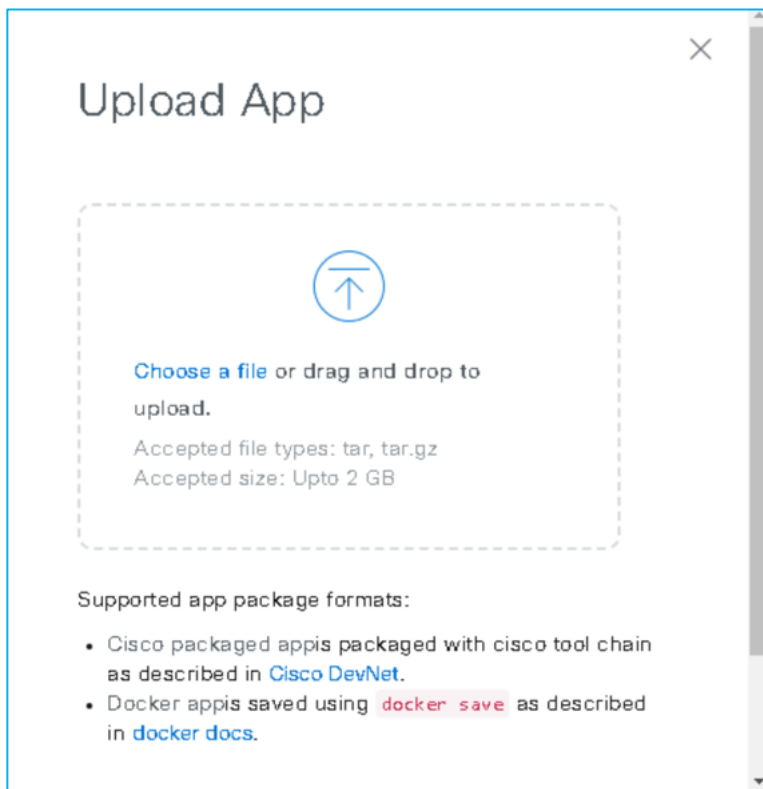 Upload App
Choose a file or drag and drop to
upload.
Accepted file types: tar, tar.gz
Accepted size: Upto 2 GB
Supported app package formats:
• Cisco packaged appis packaged with cisco tool chain
as described in Cisco DevNet.
• Docker appis saved using docker save as described
in docker docs.